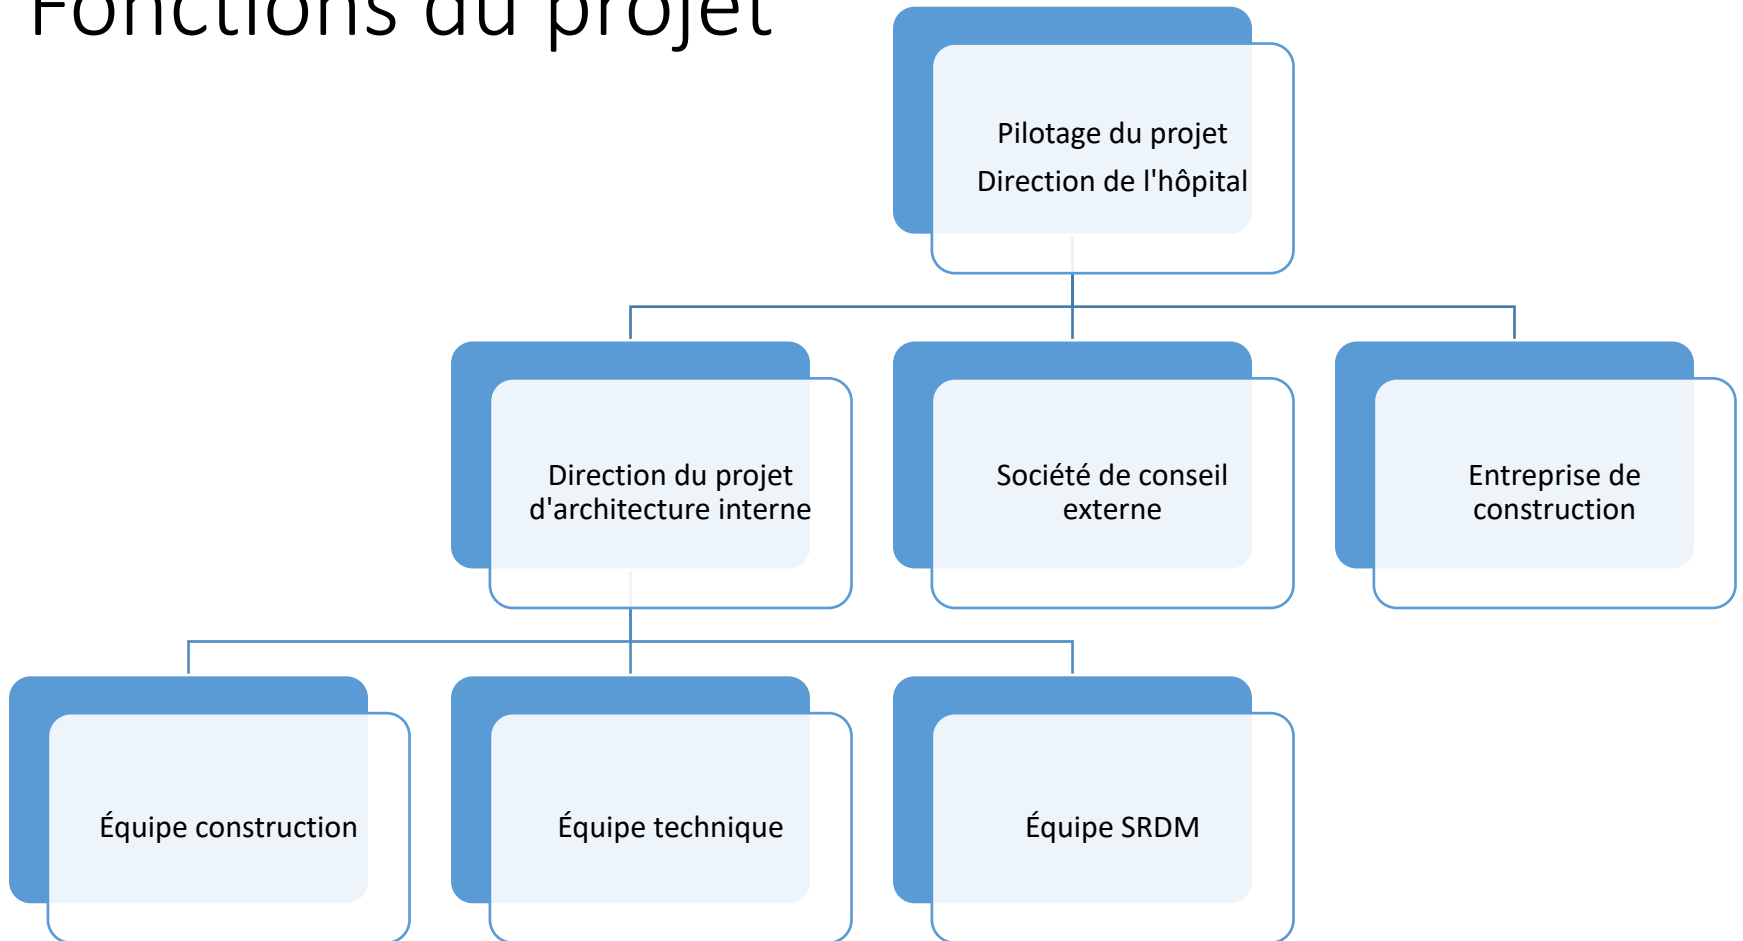 Fonctions du projet
Pilotage du projet
Direction de l'hôpital
Direction du projet
d'architecture interne
Société de conseil
externe
Entreprise de
construction
Équipe construction
Équipe technique
Équipe SRDM